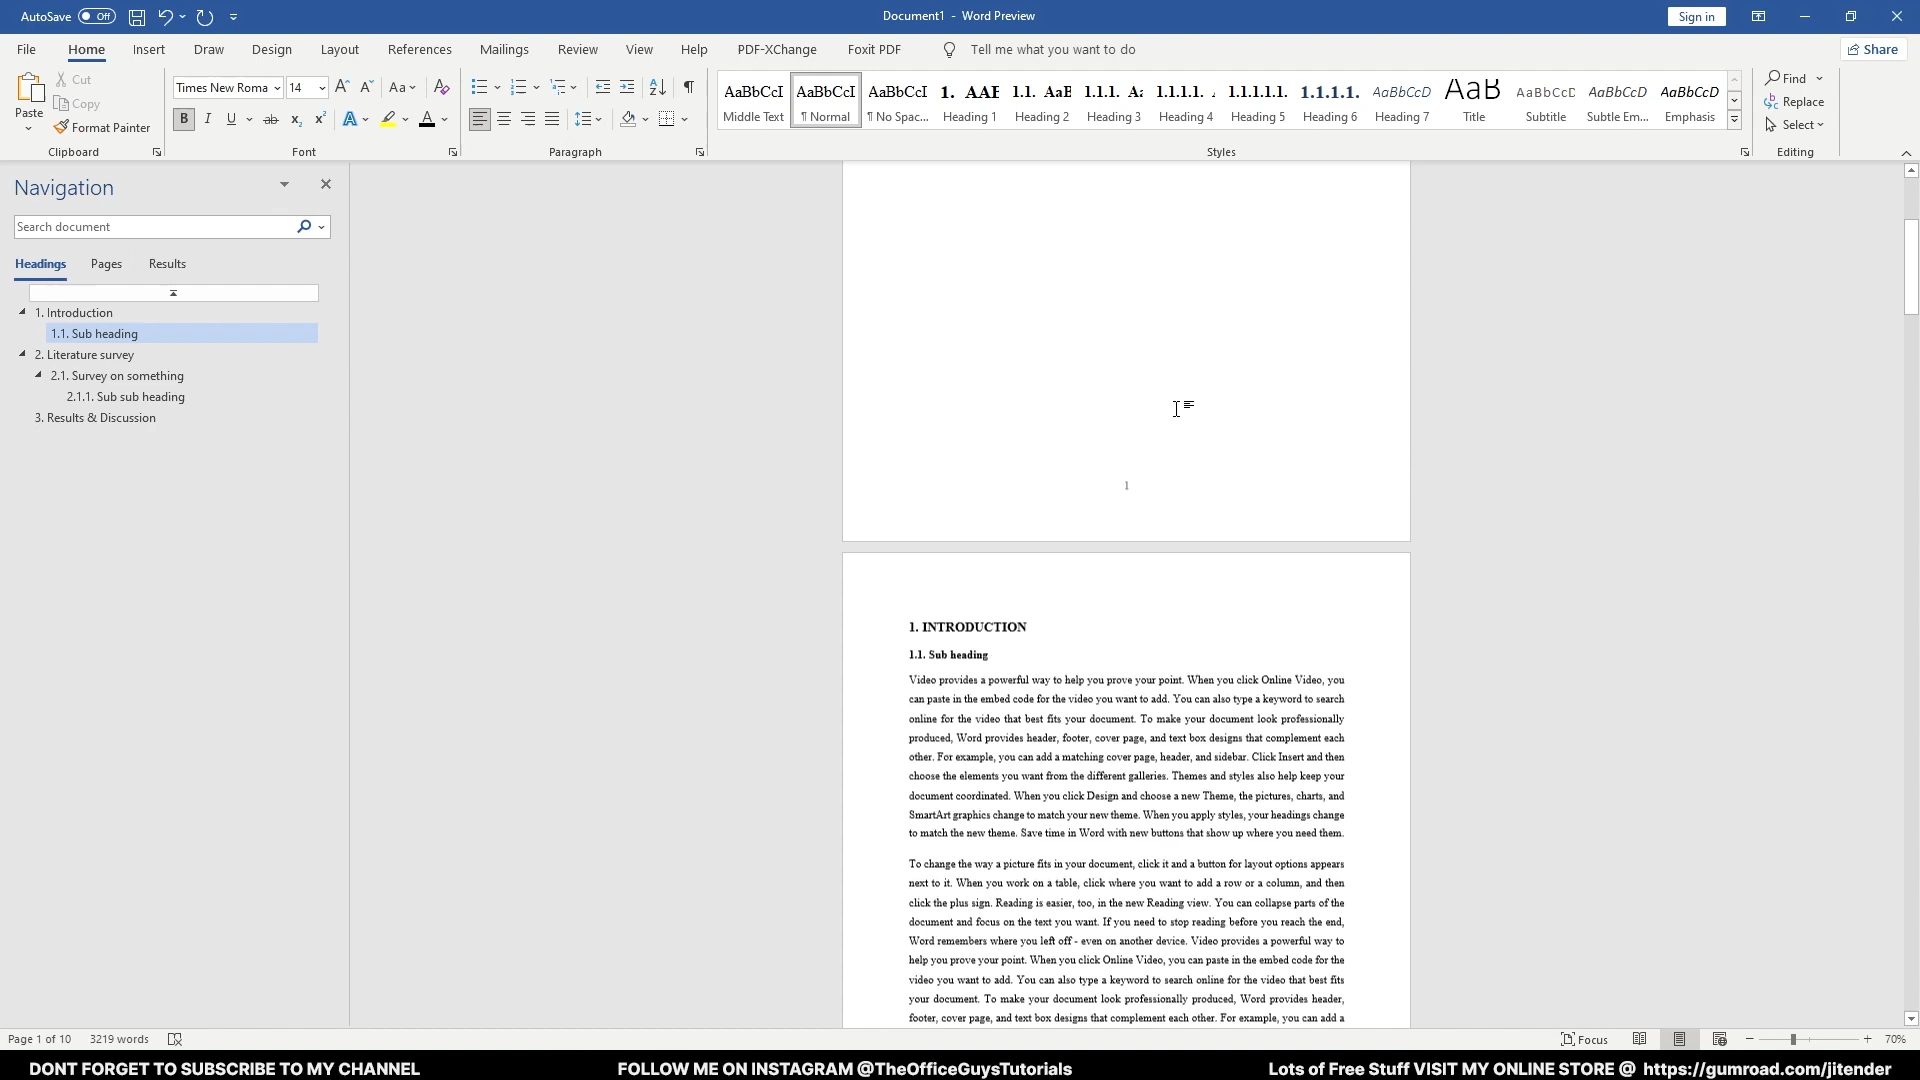 AutoSave Off
Document1 - Word Preview
Sign in
File Home Insert Draw Design Layout References Mailings Review View Help PDF-XChange Foxit PDF Tell me what you want to do
Share
Paste
Cut
Copy
Format Painter
Clipboard
Times New Roma 14
Font
Paragraph
AaBbCcI AaBbCcI AaBbCcI 1. AAE 1.1. AaB 1.1.1. Aa 1.1.1.1. 1.1.1.1.1. 1.1.1.1. AaBbCcD AaB AaBbCcD AaBbCcD AaBbCcD
Middle Text ¶ Normal ¶ No Spac... Heading 1 Heading 2 Heading 3 Heading 4 Heading 5 Heading 6 Heading 7 Title Subtitle Subtle Em... Emphasis
Styles
Find
Replace
Select
Editing
Navigation
Search document
Headings Pages Results
1. Introduction
1.1. Sub heading
2. Literature survey
2.1. Survey on something
2.1.1. Sub sub heading
3. Results & Discussion
1
1. INTRODUCTION
1.1. Sub heading
Video provides a powerful way to help you prove your point. When you click Online Video, you
can paste in the embed code for the video you want to add. You can also type a keyword to search
online for the video that best fits your document. To make your document look professionally
produced, Word provides header, footer, cover page, and text box designs that complement each
other. For example, you can add a matching cover page, header, and sidebar. Click Insert and then
choose the elements you want from the different galleries. Themes and styles also help keep your
document coordinated. When you click Design and choose a new Theme, the pictures, charts, and
SmartArt graphics change to match your new theme. When you apply styles, your headings change
to match the new theme. Save time in Word with new buttons that show up where you need them.
To change the way a picture fits in your document, click it and a button for layout options appears
next to it. When you work on a table, click where you want to add a row or a column, and then
click the plus sign. Reading is easier, too, in the new Reading view. You can collapse parts of the
document and focus on the text you want. If you need to stop reading before you reach the end,
Word remembers where you left off - even on another device. Video provides a powerful way to
help you prove your point. When you click Online Video, you can paste in the embed code for the
video you want to add. You can also type a keyword to search online for the video that best fits
your document. To make your document look professionally produced, Word provides header,
footer, cover page, and text box designs that complement each other. For example, you can add a
Page 1 of 10 3219 words
Focus
70%
DONT FORGET TO SUBSCRIBE TO MY CHANNEL
FOLLOW ME ON INSTAGRAM @TheOfficeGuysTutorials
Lots of Free Stuff VISIT MY ONLINE STORE @ https://gumroad.com/jitender